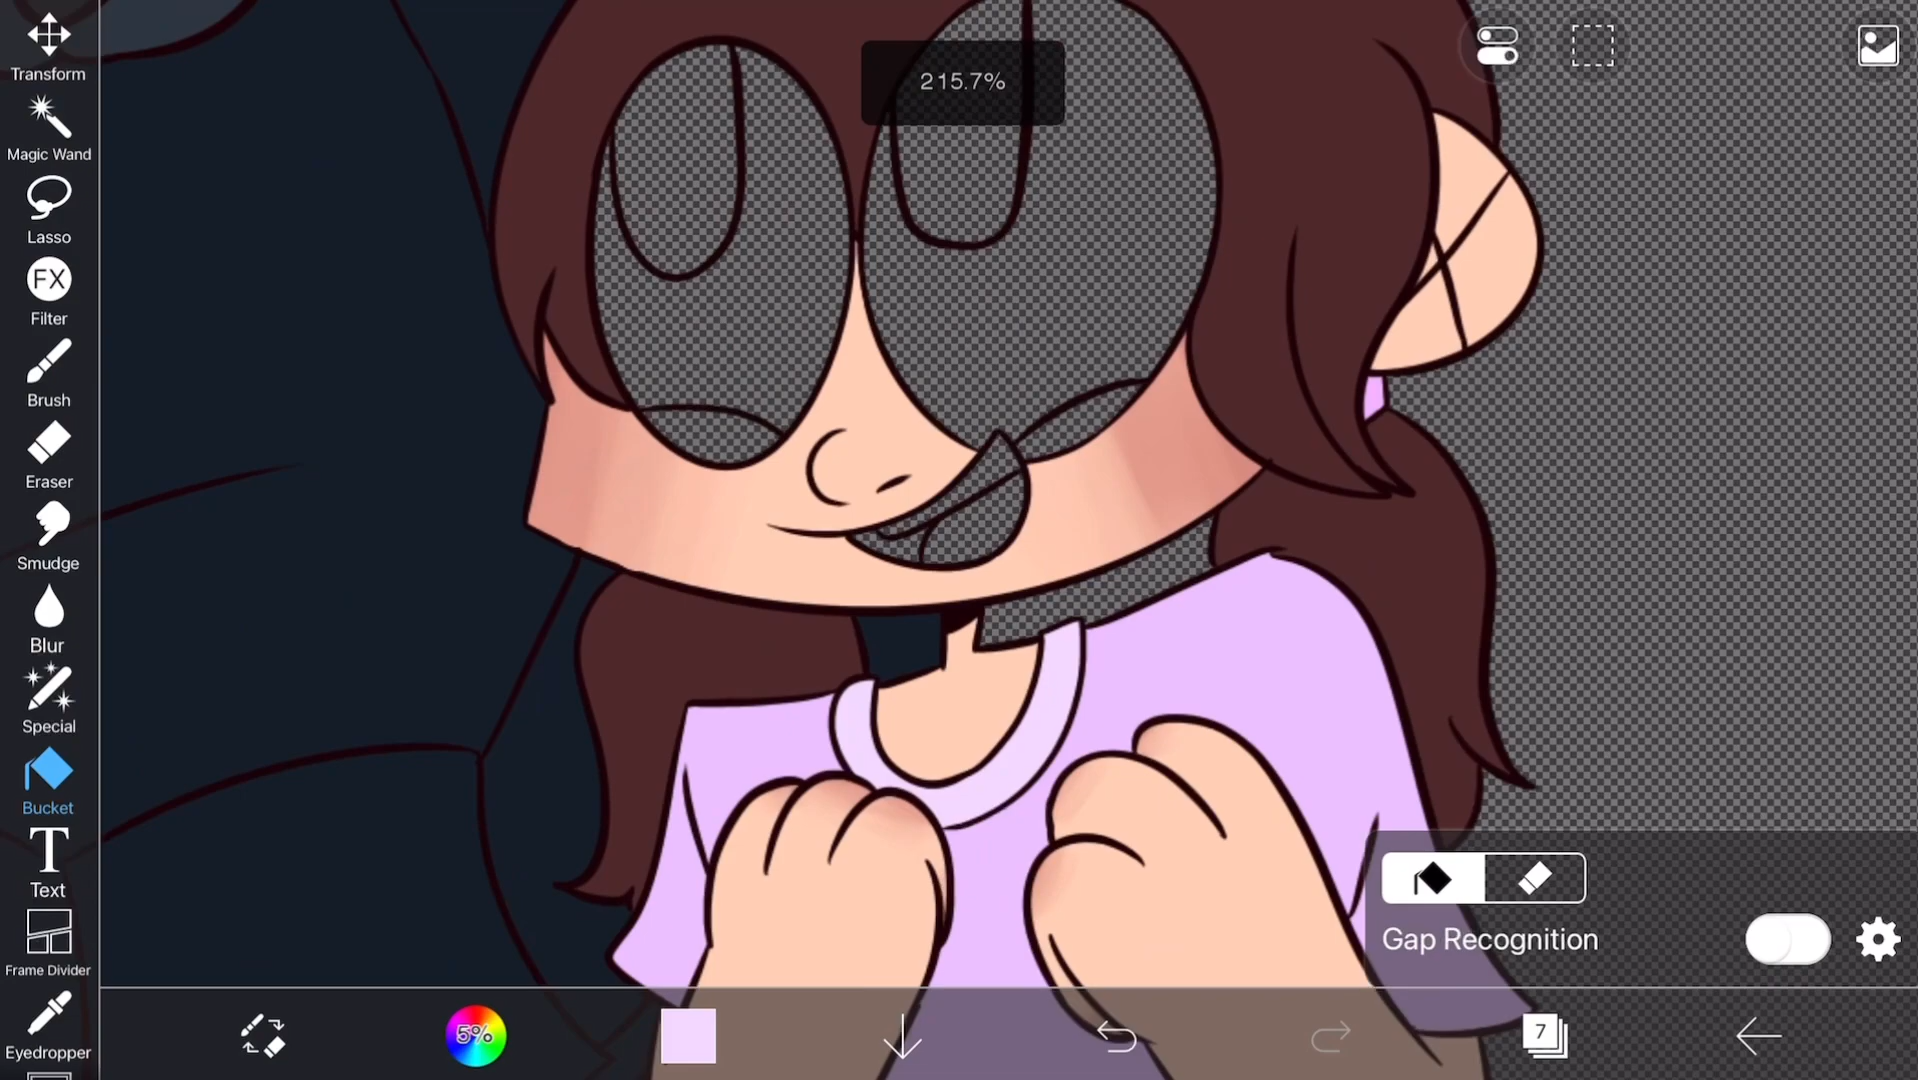 Transform
Magic Wand
Lasso
FX
Filter
Brush
Eraser
Smudge
Blur
Special
Bucket
T
Text
Frame Divider
Eyedropper
215.7%
Gap Recognition
5%
7